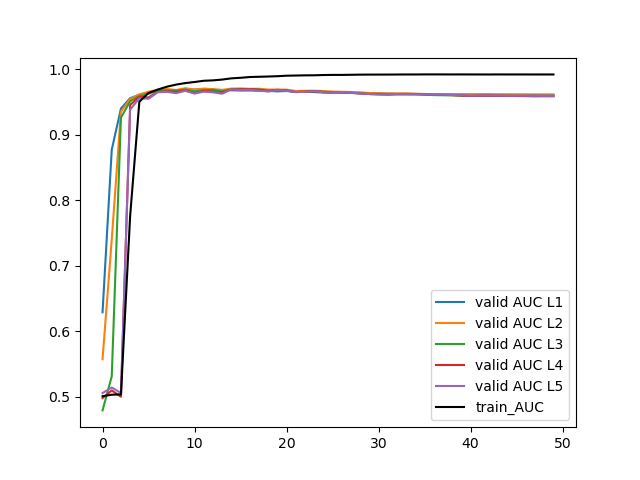 1.0
0.9
0.8
0.7
0.6
0.5
0
10
20
30
40
50
valid AUC L1
valid AUC L2
valid AUC L3
valid AUC L4
valid AUC L5
train_AUC